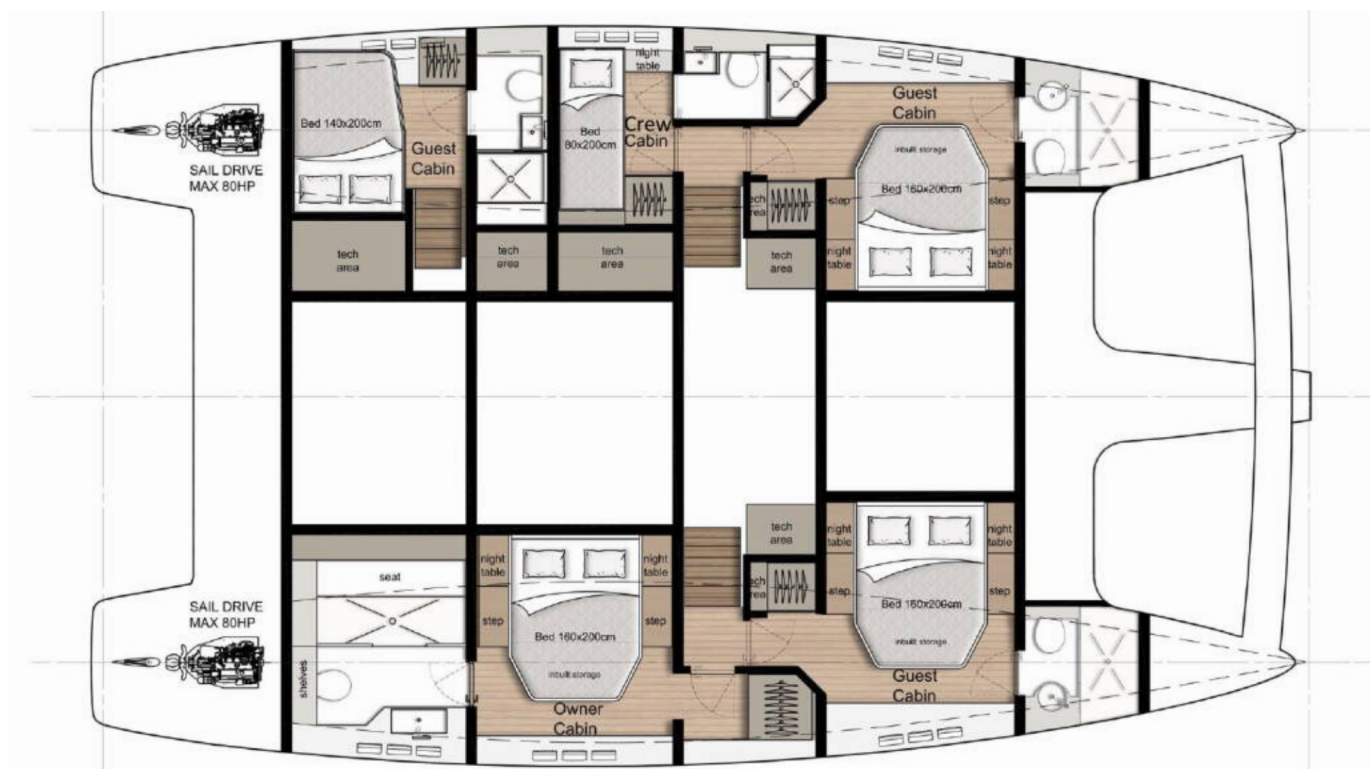 SAIL DRIVE
MAX 80HP
Bed 140x200cm
Guest
Cabin
tech
area
tech
area
night
table
Bed
80x200cm
Crew
Cabin
tech
area
tech
area
tech
area
Guest
Cabin
inbuilt storage
Bed 160x200cm
step
step
night
table
night
table
SAIL DRIVE
MAX 80HP
seat
shelves
night
table
night
table
step
step
Bed 160x200cm
inbuilt storage
Owner
Cabin
tech
area
tech
area
night
table
night
table
step
step
Bed 160x200cm
inbuilt storage
Guest
Cabin